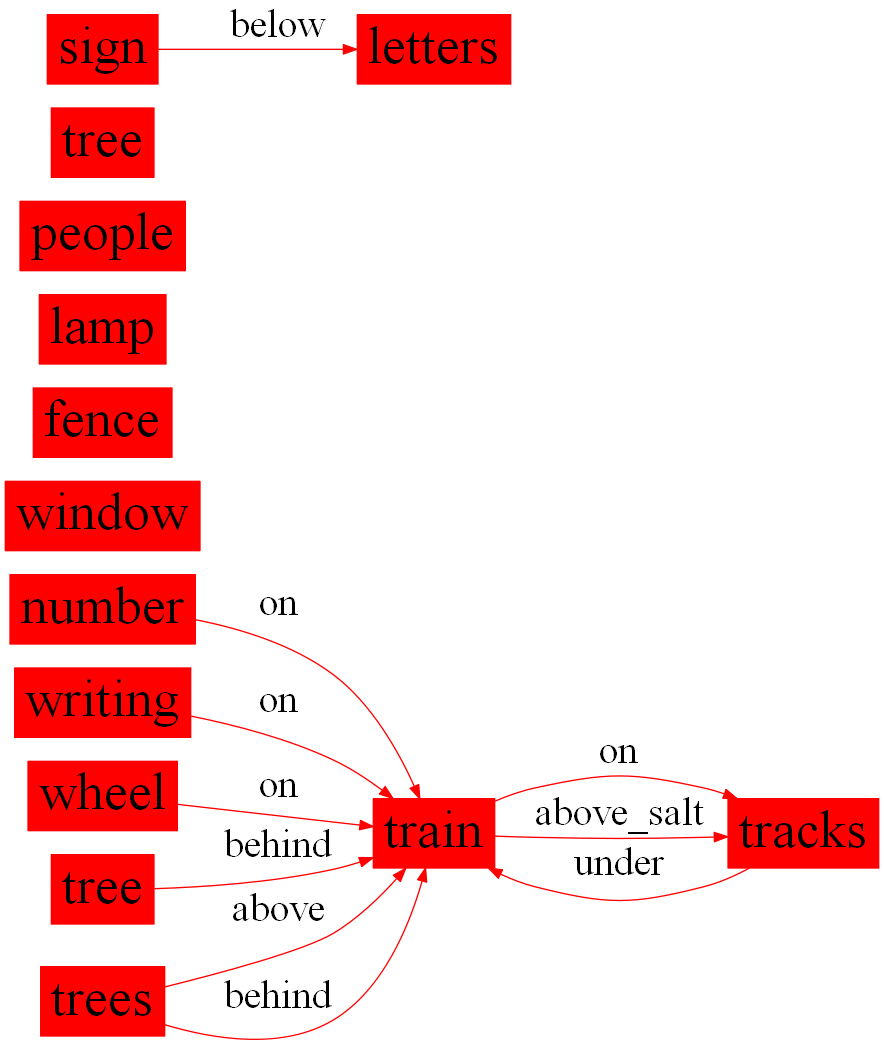 sign below letters
tree
people
lamp
fence
window
number on
writing on
on
wheel on above_salt
train tracks
behind under
tree
above
trees behind